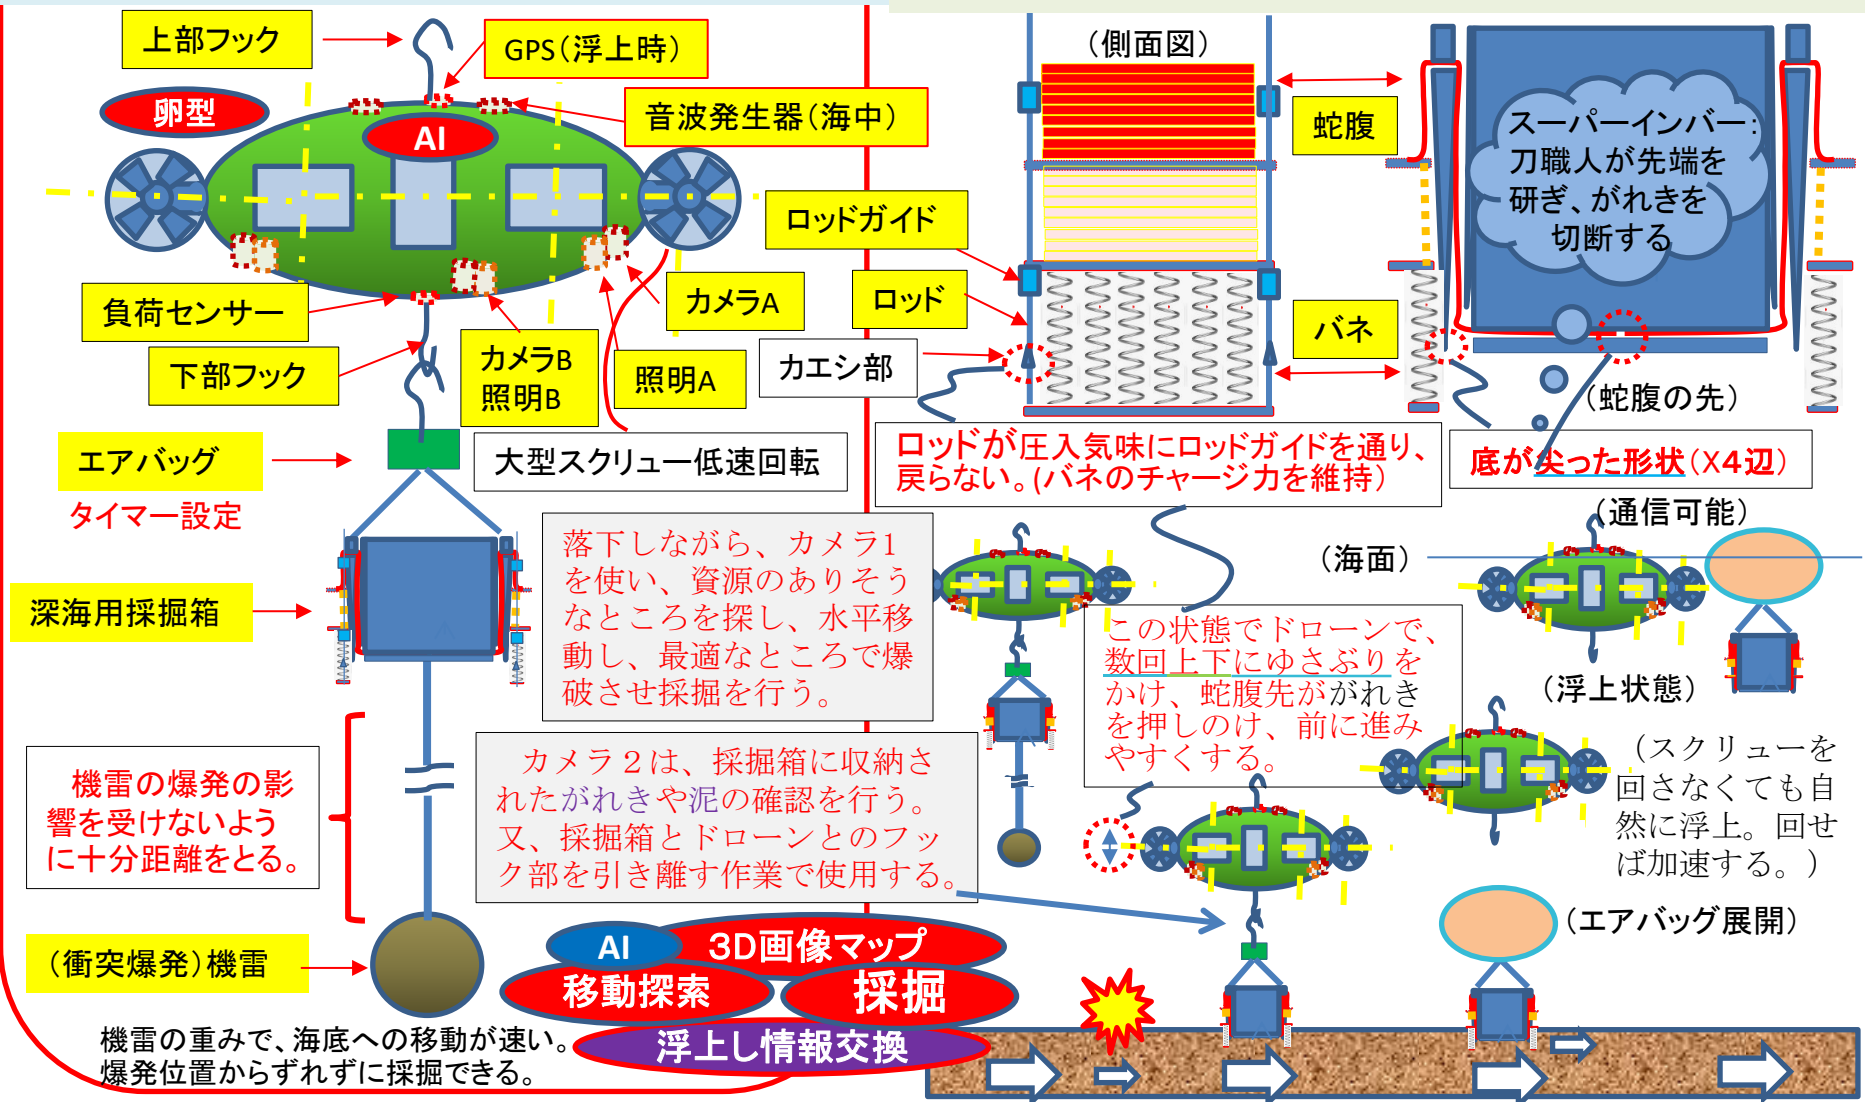 上部フック
GPS(浮上時)
卵型
AI
音波発生器(海中)
負荷センサー
下部フック
カメラB
照明B
照明A
カメラA
大型スクリュー低速回転
エアバッグ
タイマー設定
深海用採掘箱
機雷の爆発の影
響を受けないよう
に十分距離をとる。
(衝突爆発)機雷
機雷の重みで、海底への移動が速い。
爆発位置からずれずに採掘できる。
落下しながら、カメラ1
を使い、資源のありそう
なところを探し、水平移
動し、最適なところで爆
破させ採掘を行う。
カメラ２は、採掘箱に収納さ
れたがれきや泥の確認を行う。
又、採掘箱とドローンとのフッ
ク部を引き離す作業で使用する。
AI
3D画像マップ
移動探索
採掘
浮上し情報交換
(側面図)
蛇腹
ロッドガイド
ロッド
カエシ部
バネ
スーパーインバー:
刀職人が先端を
研ぎ、がれきを
切断する
(蛇腹の先)
ロッドが圧入気味にロッドガイドを通り、
戻らない。(バネのチャージ力を維持)
底が尖った形状(X4辺)
(通信可能)
(海面)
(浮上状態)
この状態でドローンで、
数回上下にゆさぶりを
かけ、蛇腹先ががれき
を押しのけ、前に進み
やすくする。
(スクリューを
回さなくても自
然に浮上。回せ
ば加速する。)
(エアバッグ展開)